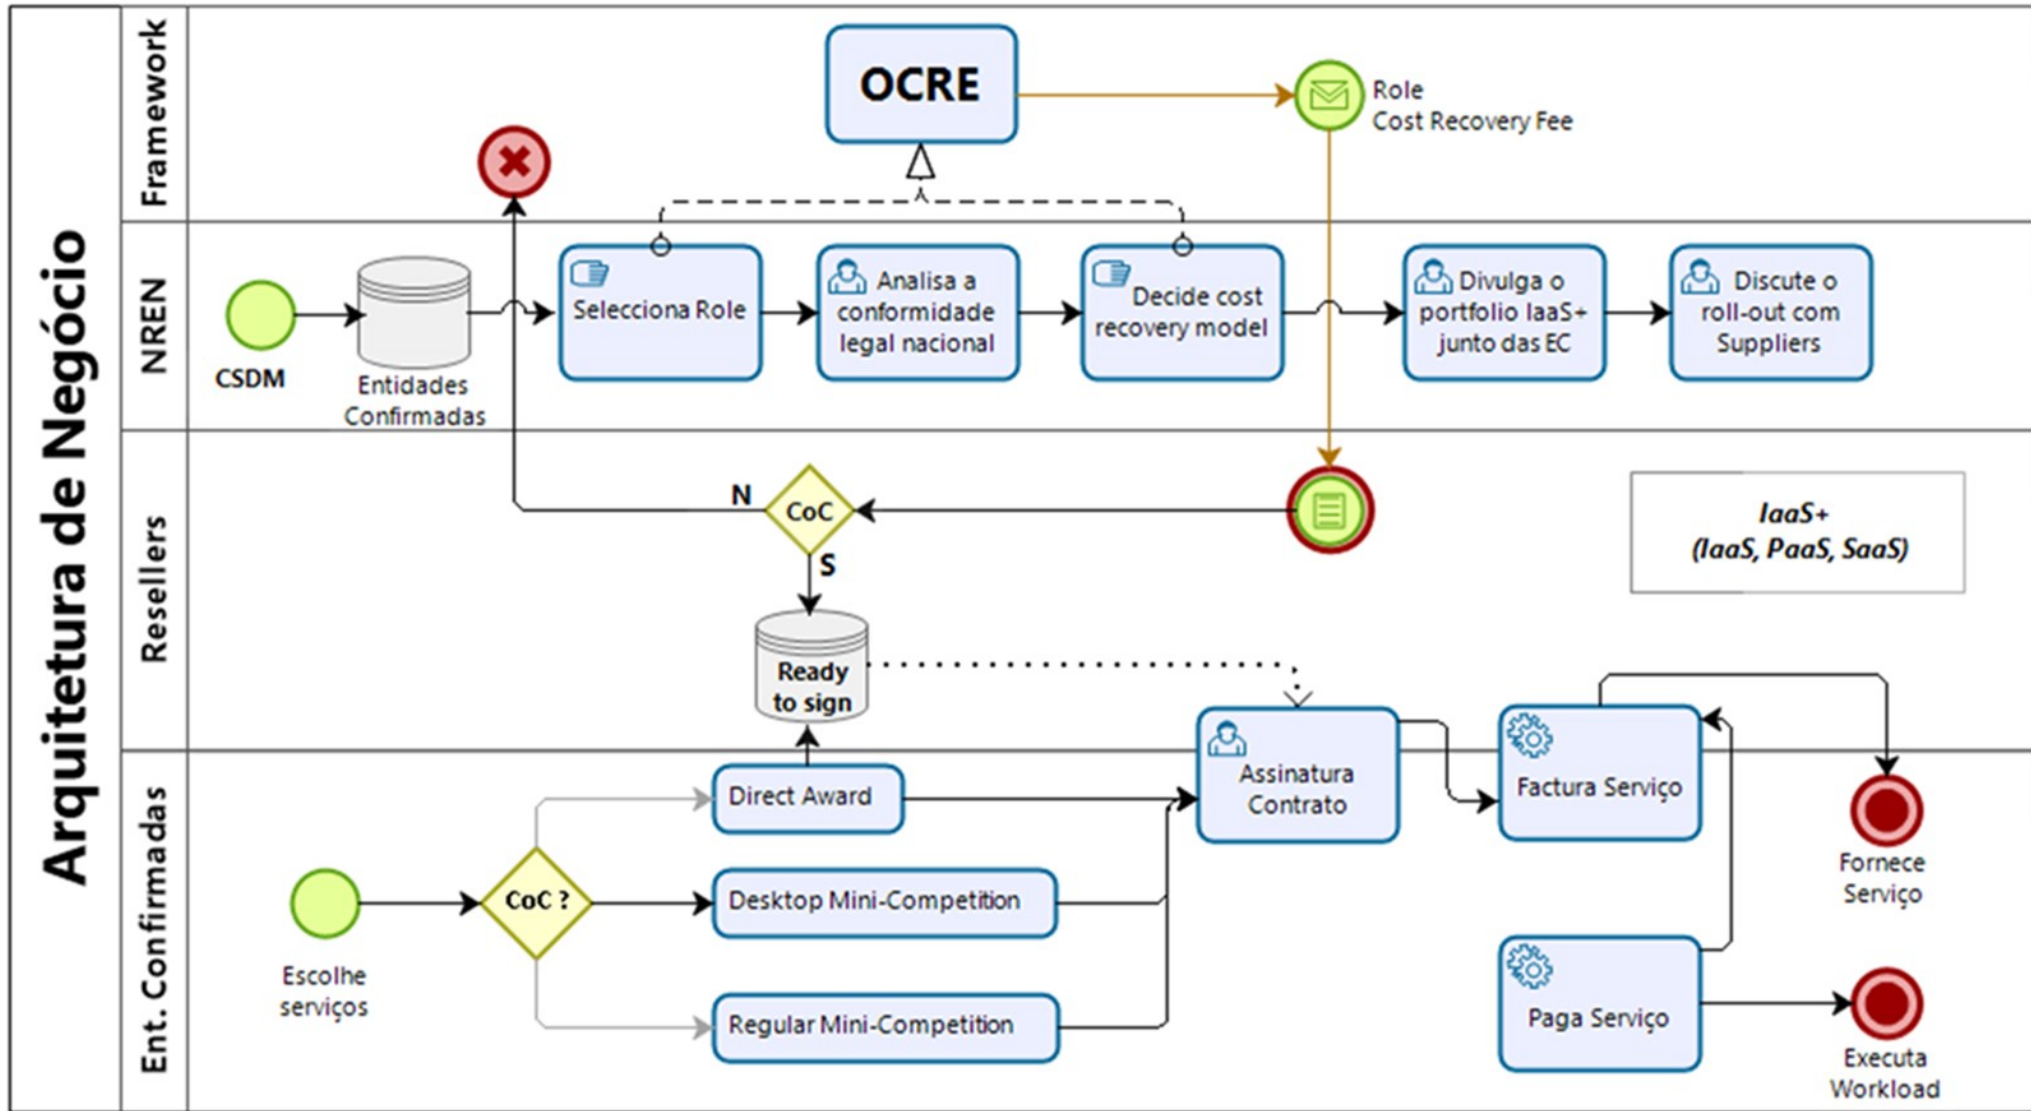 Arquitetura de Negócio
Framework
OCRE
Role
Cost Recovery Fee
NREN
CSDM
Entidades
Confirmadas
Selecciona Role
Analisa a
conformidade
legal nacional
Decide cost
recovery model
Divulga o
portfolio IaaS+
junto das EC
Discute o
roll-out com
Suppliers
Resellers
N
CoC
S
IaaS+
(IaaS, PaaS, SaaS)
Ready
to sign
Ent. Confirmadas
Escolhe
serviços
CoC ?
Direct Award
Desktop Mini-Competition
Regular Mini-Competition
Assinatura
Contrato
Factura Serviço
Fornece
Serviço
Paga Serviço
Executa
Workload